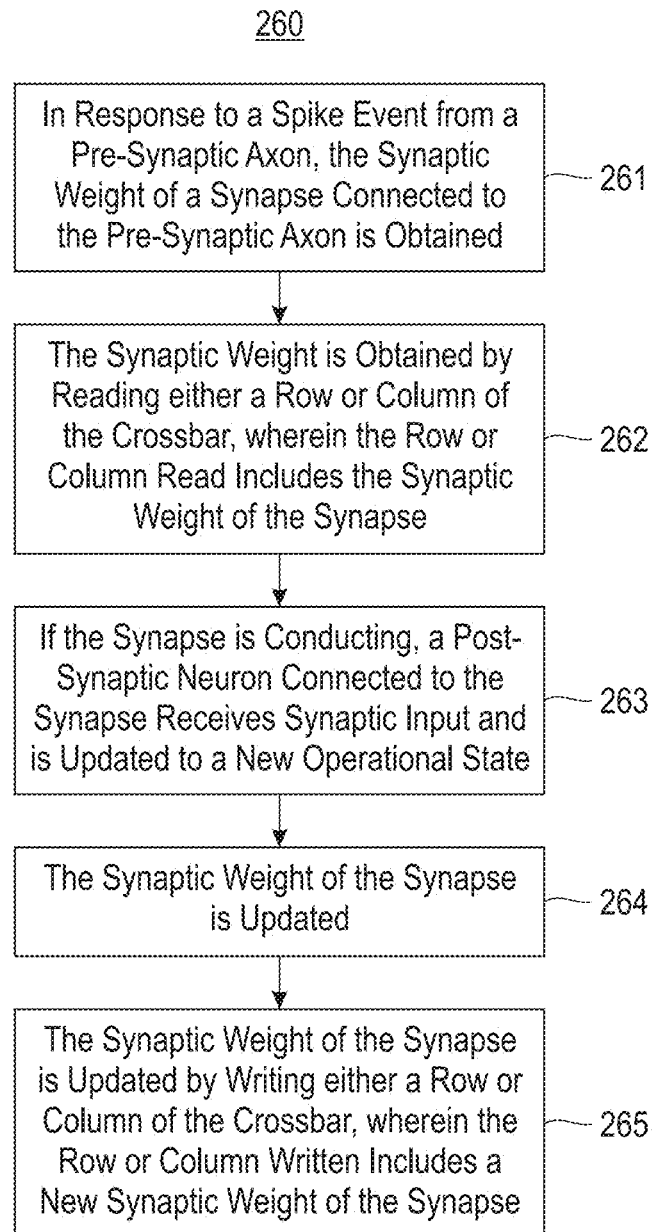 260
In Response to a Spike Event from a
Pre-Synaptic Axon, the Synaptic
Weight of a Synapse Connected to
the Pre-Synaptic Axon is Obtained
261
The Synaptic Weight is Obtained by
Reading either a Row or Column of
the Crossbar, wherein the Row or
Column Read Includes the Synaptic
Weight of the Synapse
262
If the Synapse is Conducting, a Post-
Synaptic Neuron Connected to the
Synapse Receives Synaptic Input and
is Updated to a New Operational State
263
The Synaptic Weight of the Synapse
is Updated
264
The Synaptic Weight of the Synapse
is Updated by Writing either a Row or
Column of the Crossbar, wherein the
Row or Column Written Includes a
New Synaptic Weight of the Synapse
265